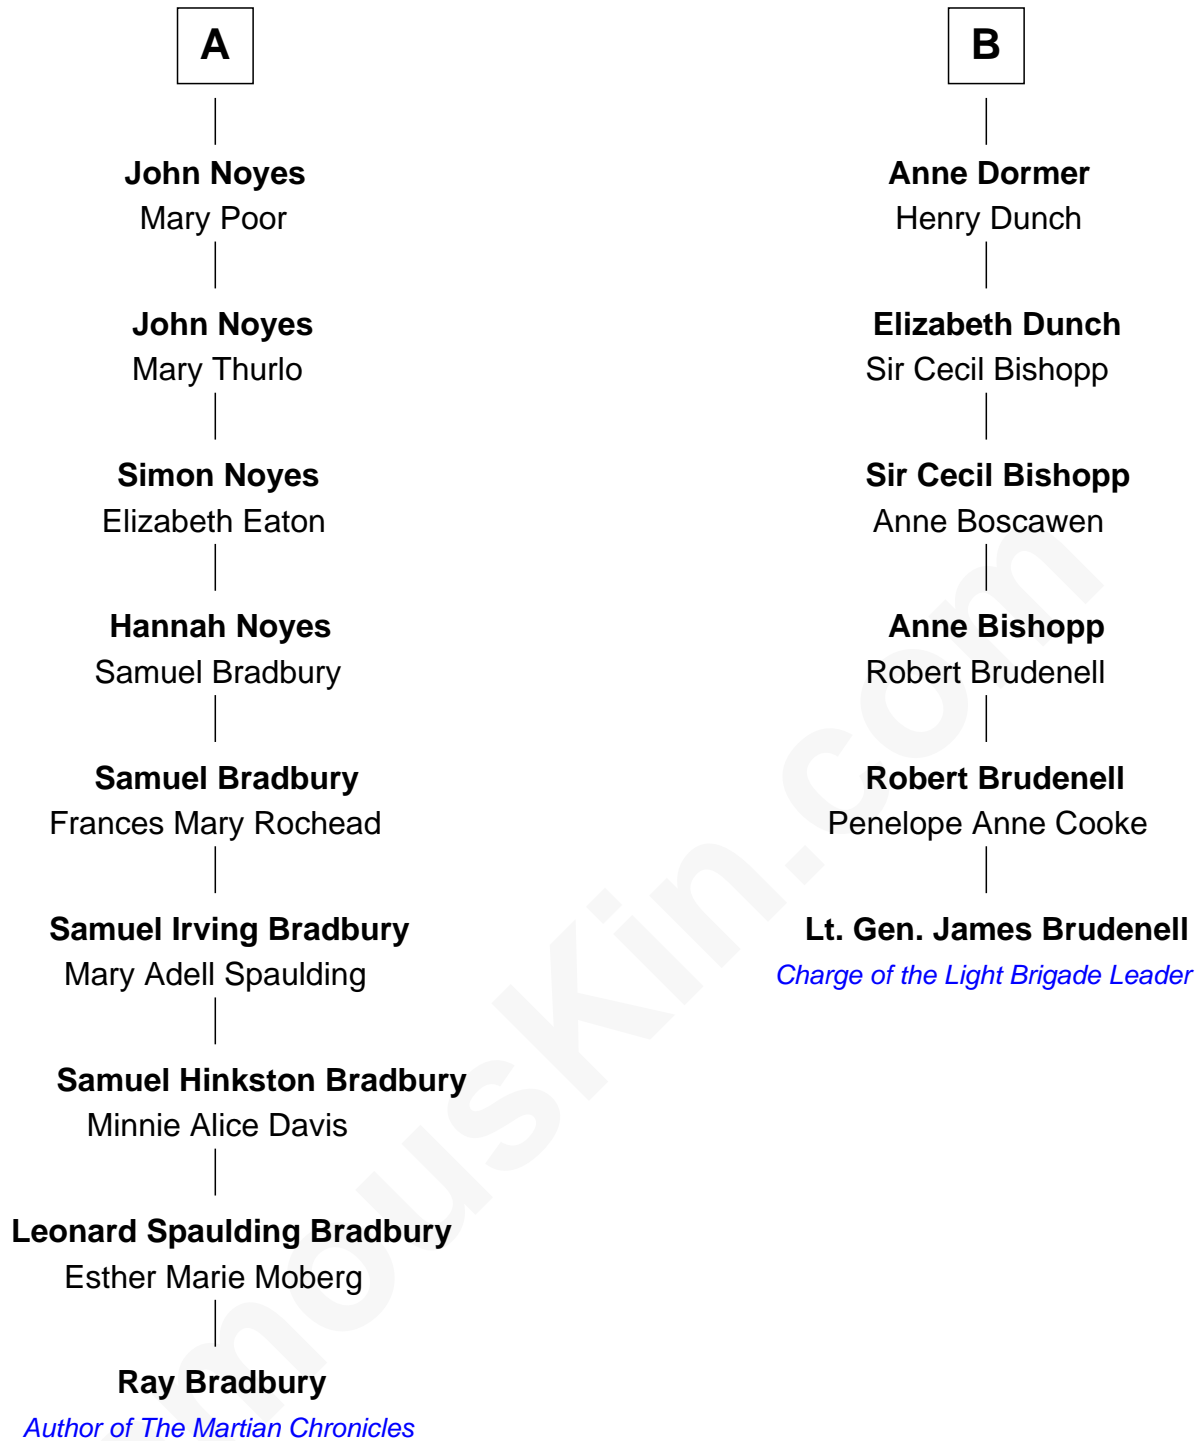 A
John Noyes
Mary Poor
John Noyes
Mary Thurlo
Simon Noyes
Elizabeth Eaton
Hannah Noyes
Samuel Bradbury
Samuel Bradbury
Frances Mary Rochead
Samuel Irving Bradbury
Mary Adell Spaulding
Samuel Hinkston Bradbury
Minnie Alice Davis
Leonard Spaulding Bradbury
Esther Marie Moberg
Ray Bradbury
Author of The Martian Chronicles
B
Anne Dormer
Henry Dunch
Elizabeth Dunch
Sir Cecil Bishopp
Sir Cecil Bishopp
Anne Boscawen
Anne Bishopp
Robert Brudenell
Robert Brudenell
Penelope Anne Cooke
Lt. Gen. James Brudenell
Charge of the Light Brigade Leader
mouskin.com